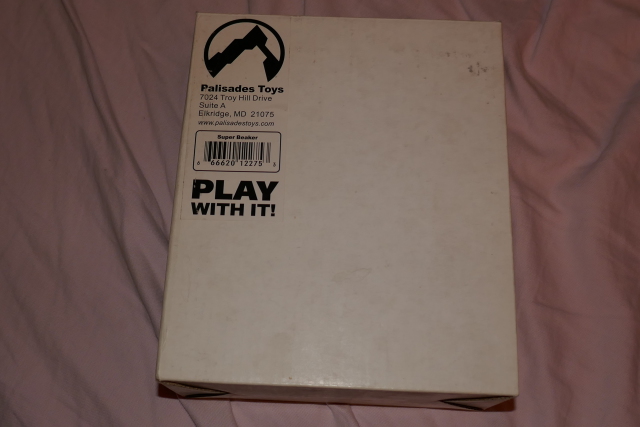 Palisades Toys
7024 Troy Hill Drive
Suite A
Elkridge, MD 21075
www.palisadestoys.com
Super Beaker
6 66620 12275 5
PLAY
WITH IT!